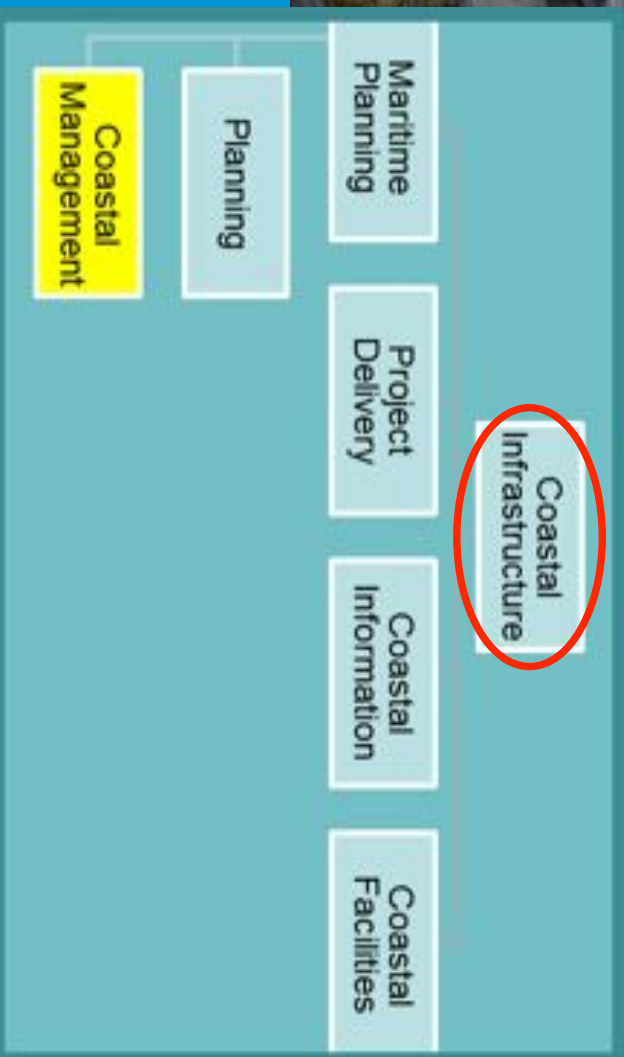 Coastal
Infrastructure
Maritime
Planning
Project
Delivery
Coastal
Information
Coastal
Facilities
Planning
Coastal
Management